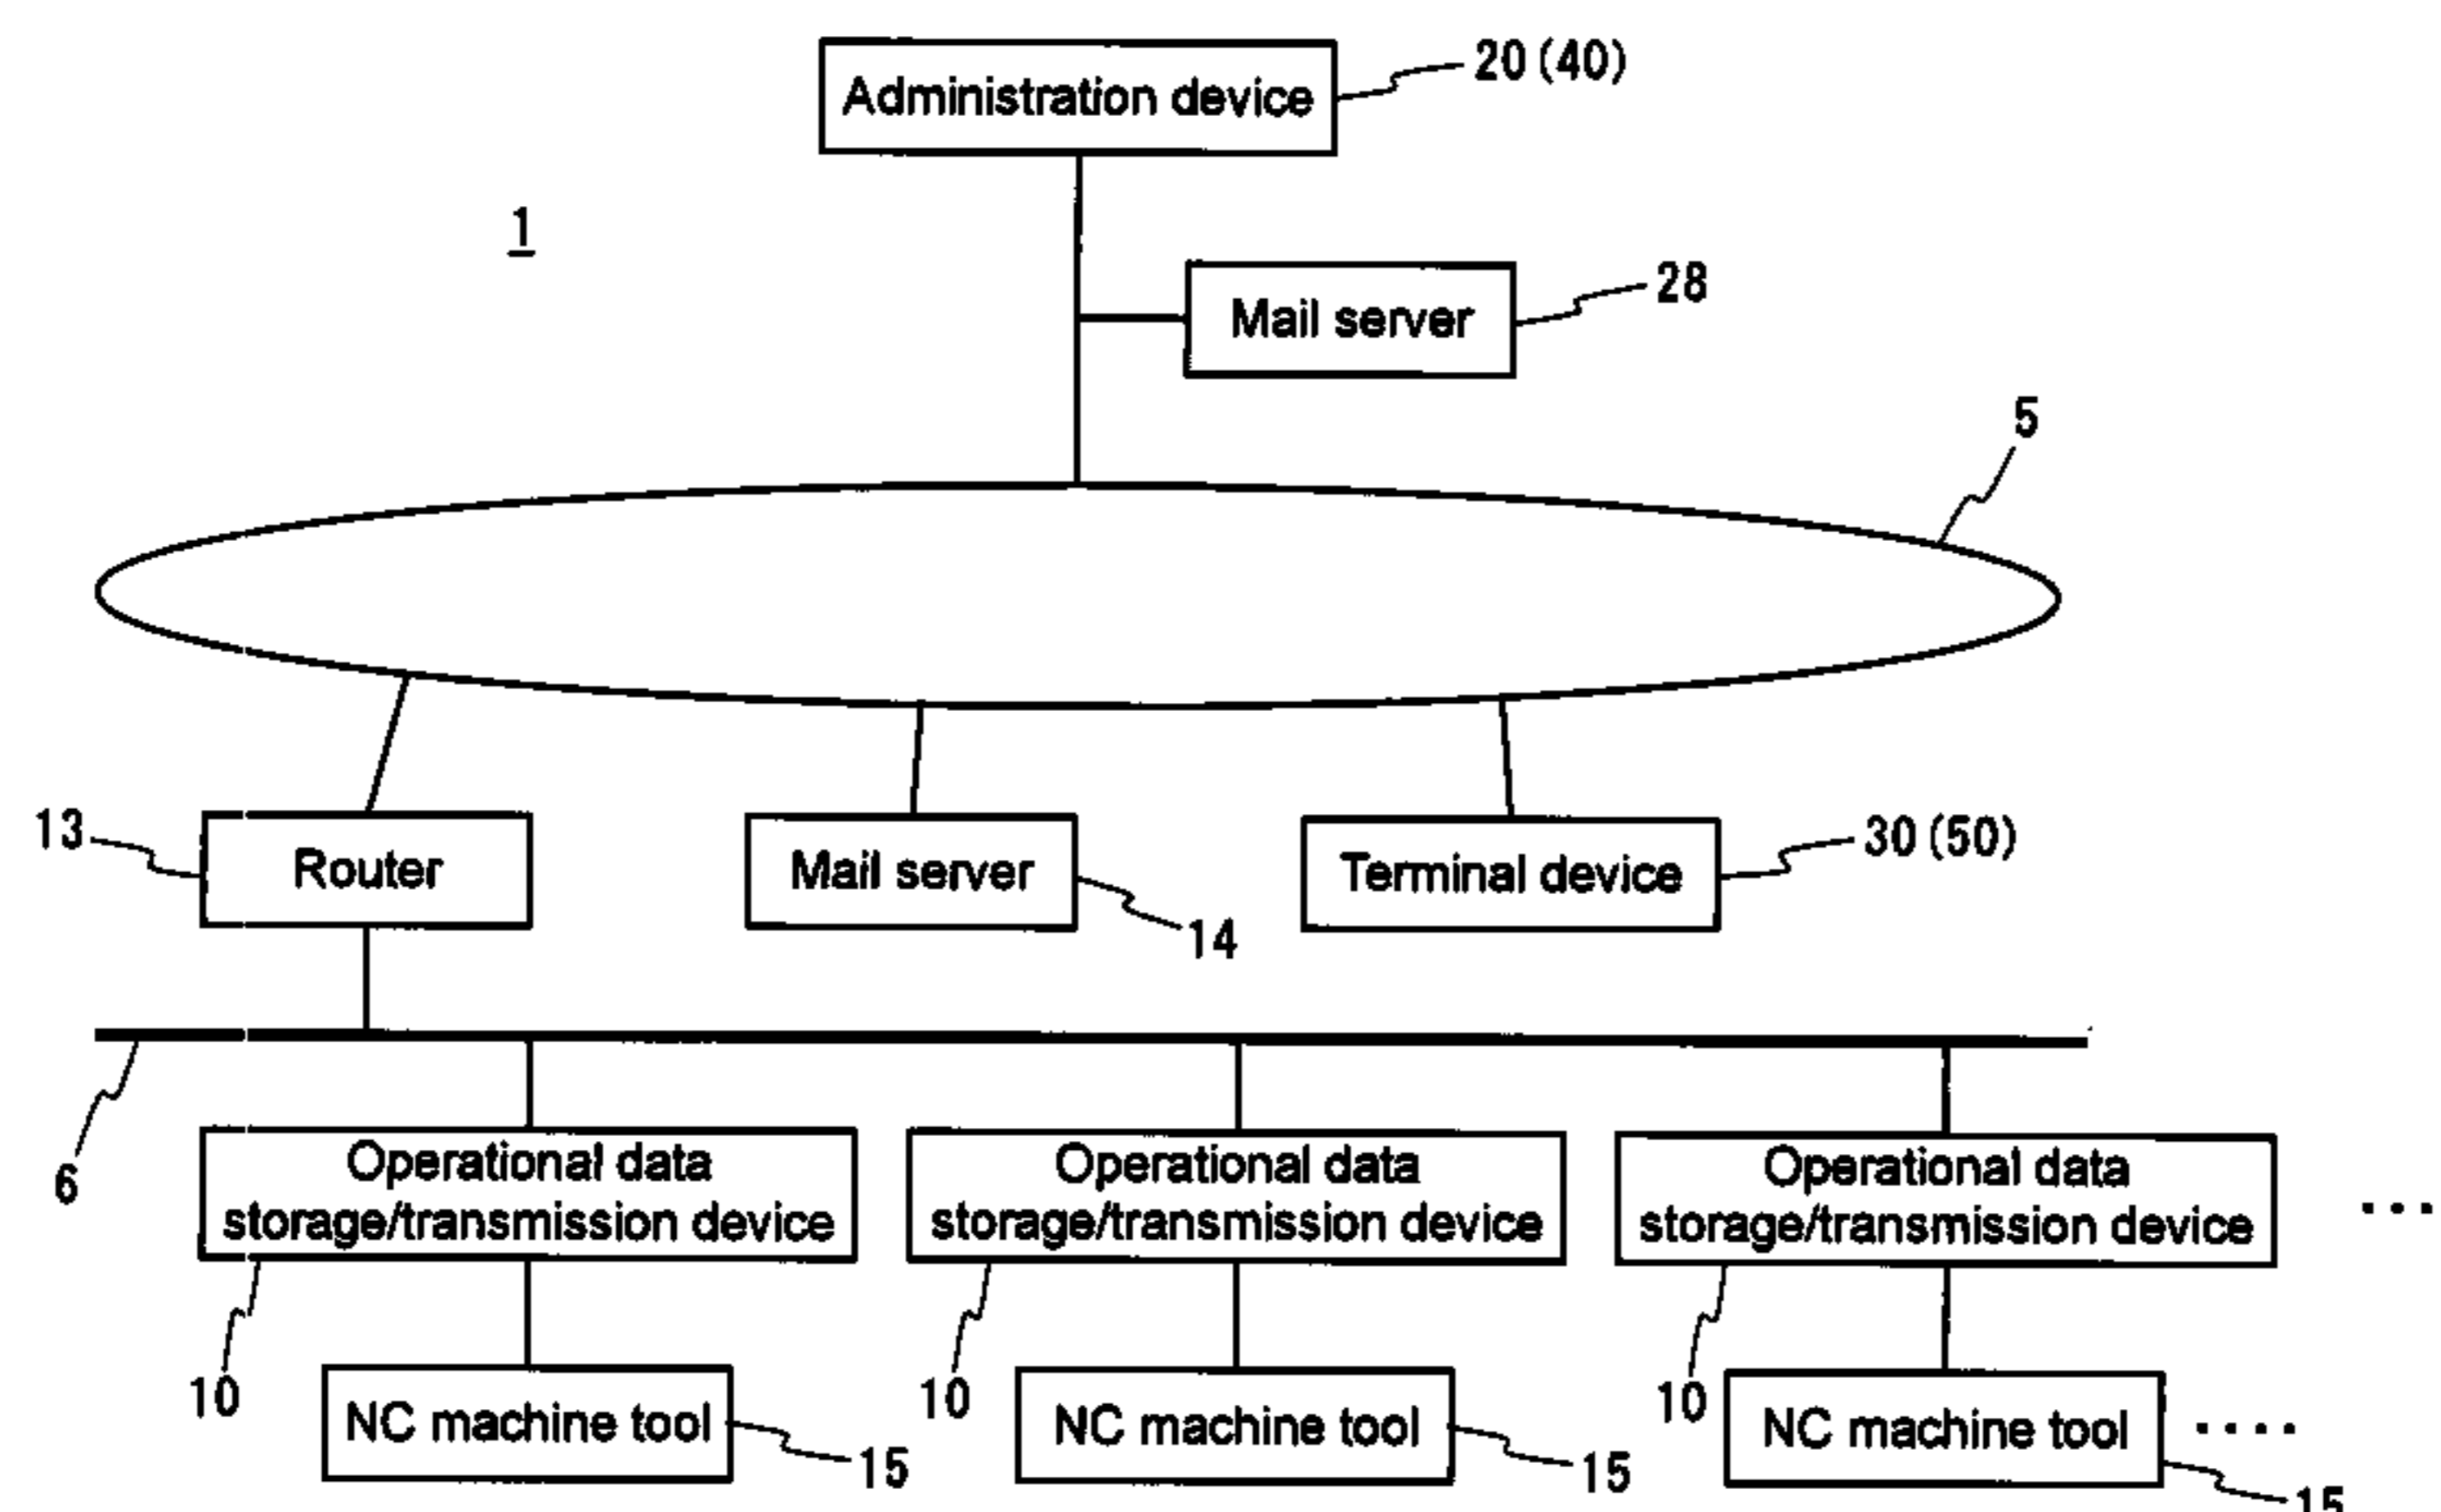 Administration device
20(40)
1
Mail server
28
5
13
Router
Mail server
14
Terminal device
30(50)
6
Operational data
storage/transmission device
10
Operational data
storage/transmission device
10
Operational data
storage/transmission device
10
...
NC machine tool
15
NC machine tool
15
NC machine tool
15
....